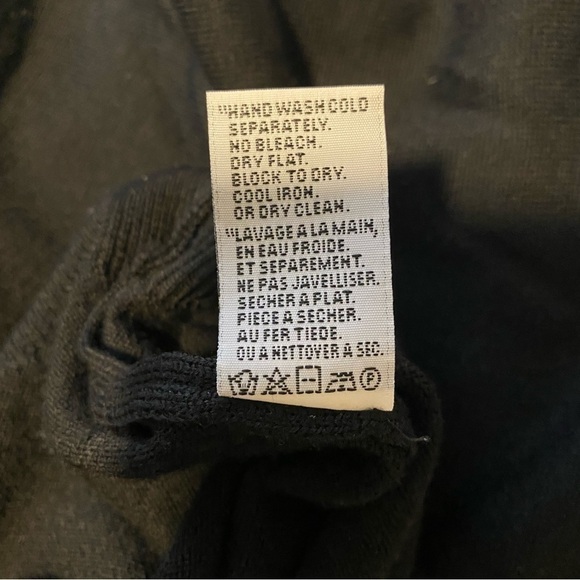 "HAND WASH COLD
SEPARATELY.
NO BLEACH.
DRY FLAT.
BLOCK TO DRY.
COOL IRON.
OR DRY CLEAN.
"LAVAGE A LA MAIN,
EN EAU FROIDE.
ET SEPAREMENT.
NE PAS JAVELLISER.
SECHER A PLAT.
PIECE A SECHER.
AU FER TIEDE.
OU A NETTOVER A SEC.
P